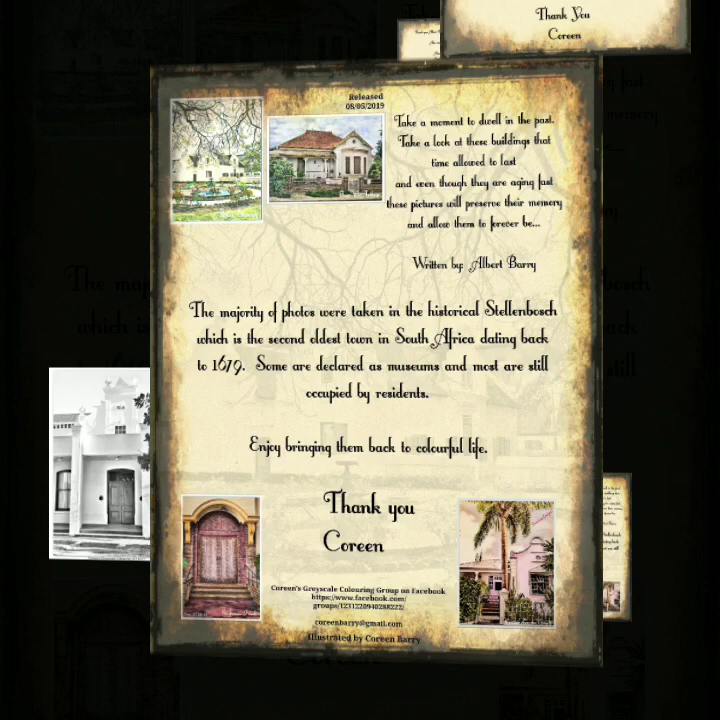 Thank You
Coreen
Released
08/05/2019
Take a moment to dwell in the past.
Take a look at these buildings that
time allowed to last
and even though they are aging fast
these pictures will preserve their memory
and allow them to forever be...
Written by: Albert Barry
The majority of photos were taken in the historical Stellenbosch
which is the second oldest town in South Africa dating back
to 1679. Some are declared as museums and most are still
occupied by residents.
Enjoy bringing them back to colourful life.
Thank you
Coreen
Coreen's Greyscale Colouring Group on Facebook
https://www.facebook.com/
groups/1231220940288222/
coreenbarry@gmail.com
Illustrated by Coreen Barry